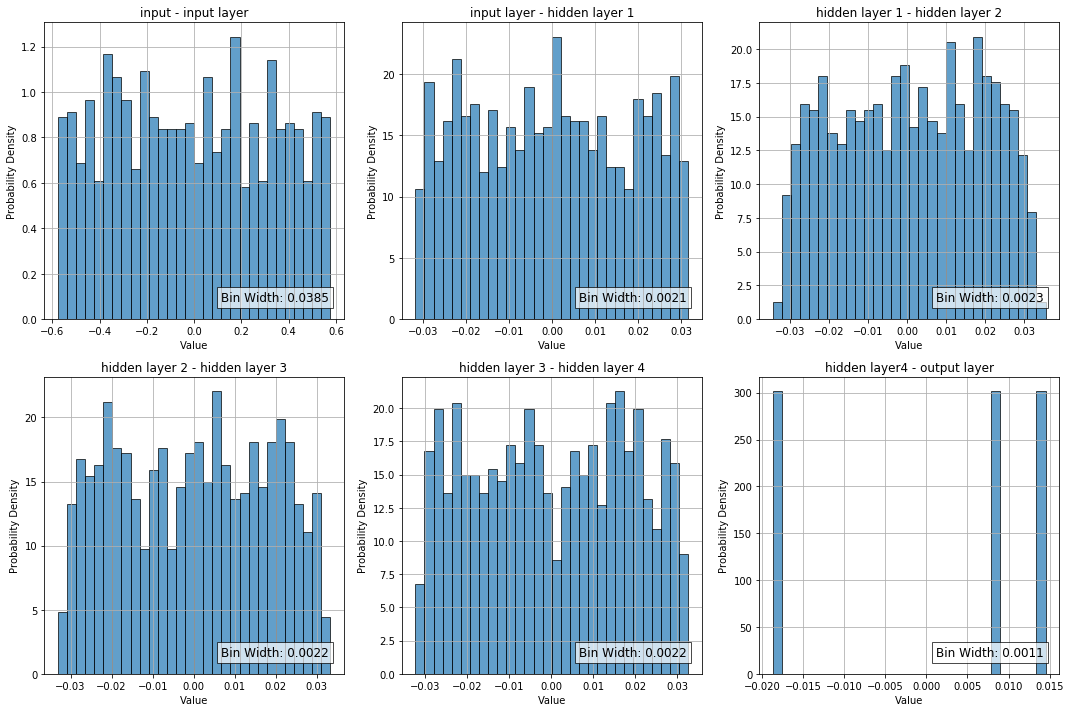 input - input layer
Probability Density
1.2
1.0
0.8
0.6
0.4
0.2
0.0
Bin Width: 0.0385
−0.6 −0.4 −0.2 0.0 0.2 0.4 0.6
Value
input layer - hidden layer 1
Probability Density
20
15
10
5
0
Bin Width: 0.0021
−0.03 −0.02 −0.01 0.00 0.01 0.02 0.03
Value
hidden layer 1 - hidden layer 2
Probability Density
20.0
17.5
15.0
12.5
10.0
7.5
5.0
2.5
0.0
Bin Width: 0.0023
−0.03 −0.02 −0.01 0.00 0.01 0.02 0.03
Value
hidden layer 2 - hidden layer 3
Probability Density
20
15
10
5
0
Bin Width: 0.0022
−0.03 −0.02 −0.01 0.00 0.01 0.02 0.03
Value
hidden layer 3 - hidden layer 4
Probability Density
20.0
17.5
15.0
12.5
10.0
7.5
5.0
2.5
0.0
Bin Width: 0.0022
−0.03 −0.02 −0.01 0.00 0.01 0.02 0.03
Value
hidden layer4 - output layer
Probability Density
300
250
200
150
100
50
0
Bin Width: 0.0011
−0.020 −0.015 −0.010 −0.005 0.000 0.005 0.010 0.015
Value